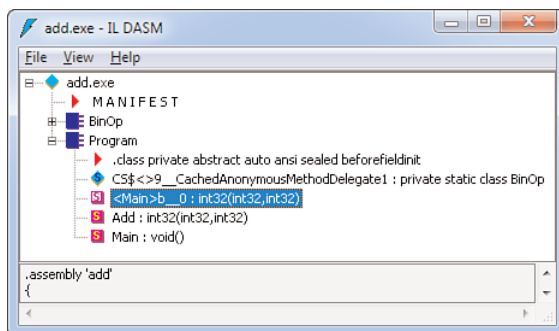 add.exe - IL DASM
File View Help
add.exe
MANIFEST
BinOp
Program
.class private abstract auto ansi sealed beforefieldinit
CS$<>9__CachedAnonymousMethodDelegate1 : private static class BinOp
<Main>b__0 : int32(int32,int32)
Add : int32(int32,int32)
Main : void()
.assembly 'add'
{